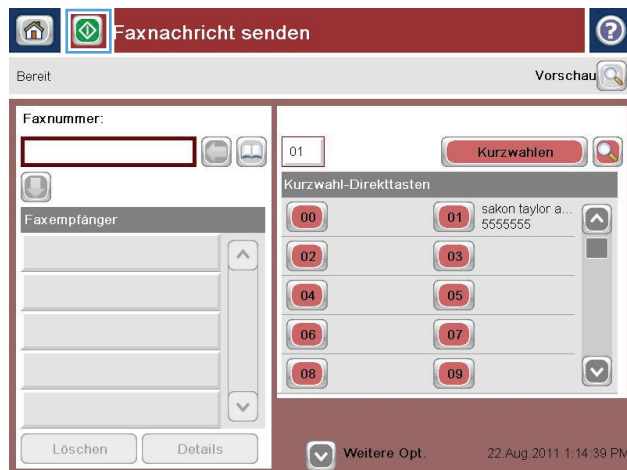 Faxnachricht senden
Bereit
Vorschau
Faxnummer:
01
Kurzwahlen
Kurzwahl-Direkttasten
Faxempfänger
00
01
sakon taylor a...
5555555
02
03
04
05
06
07
08
09
Löschen
Details
Weitere Opt.
22.Aug.2011 1:14:39 PM